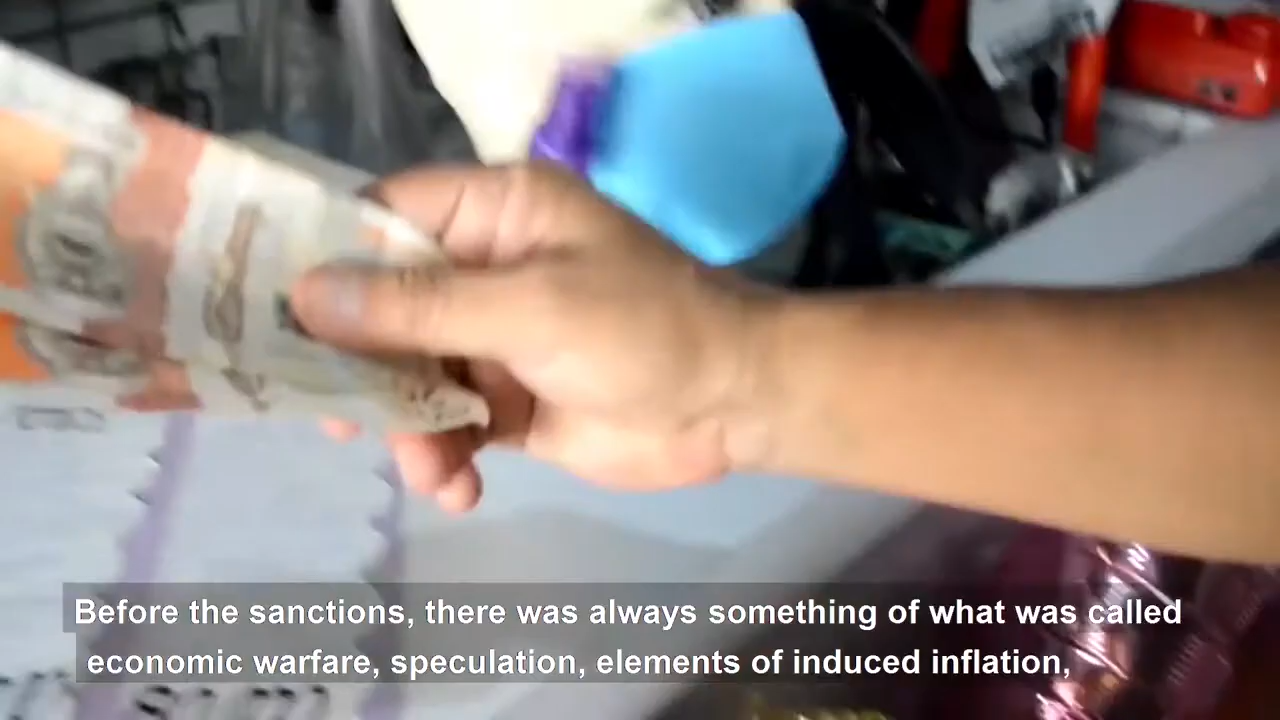 Before the sanctions, there was always something of what was called
economic warfare, speculation, elements of induced inflation,